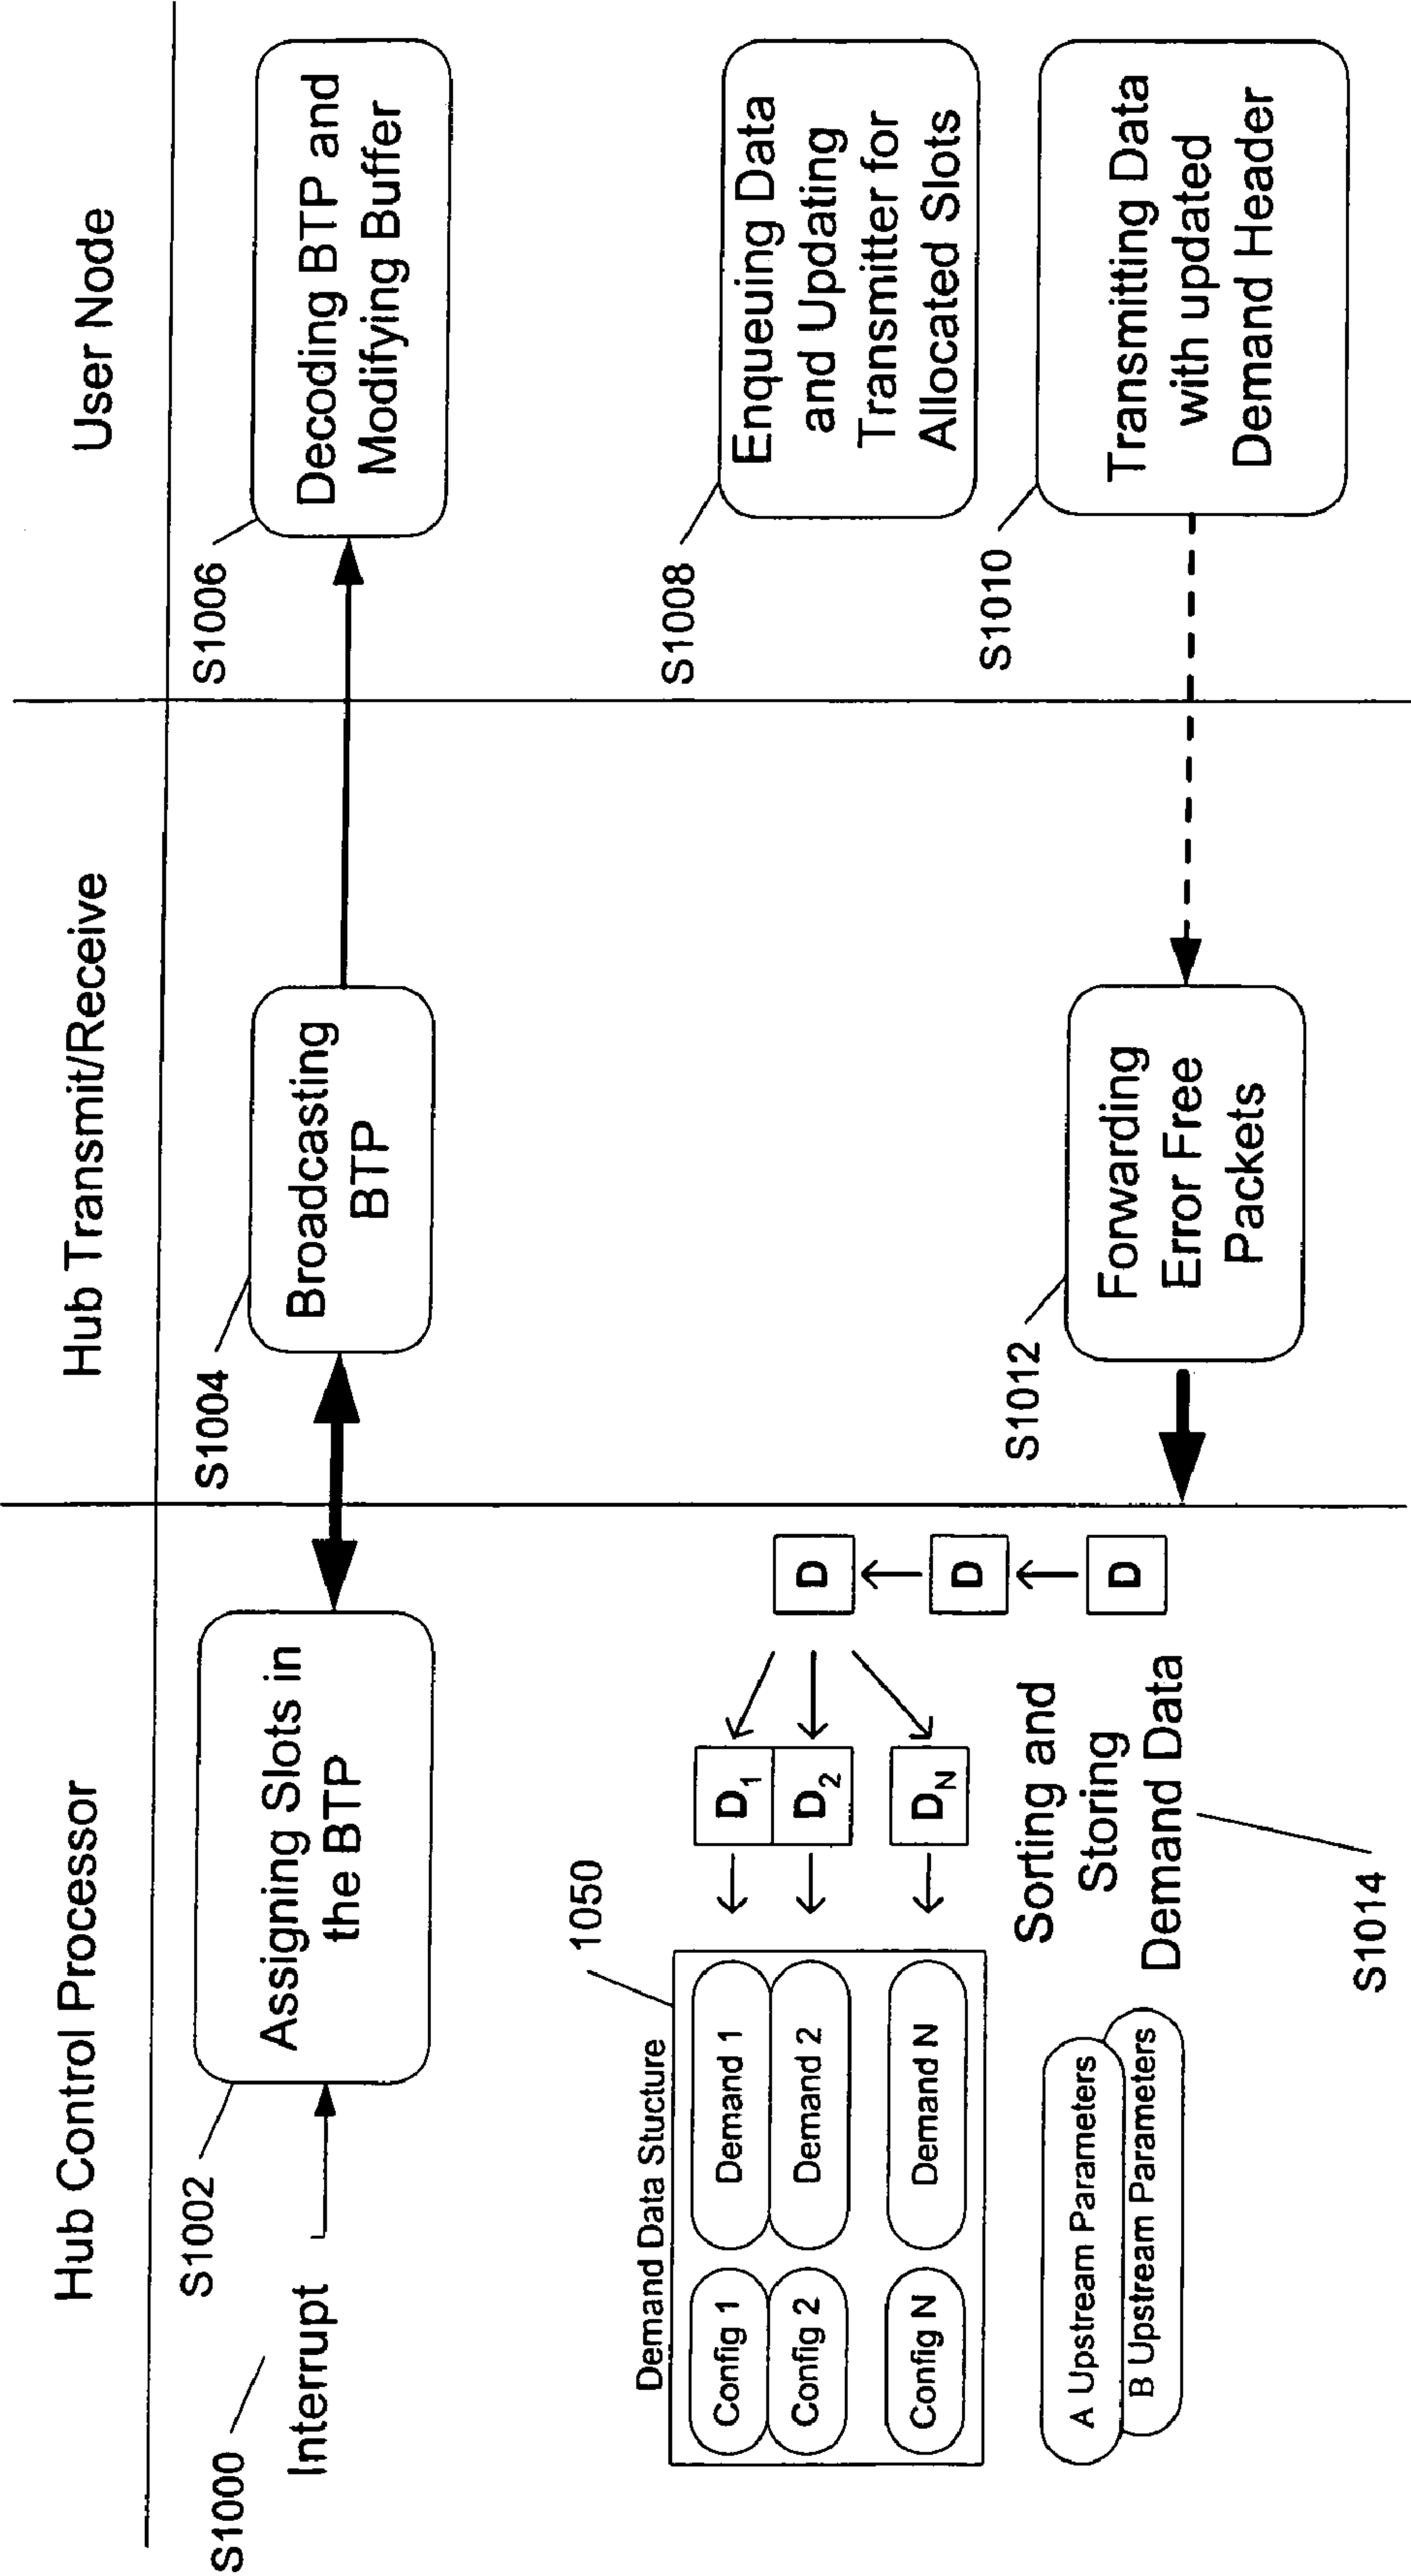 Hub Control Processor
Hub Transmit/Receive
User Node
S1000
Interrupt
S1002
Assigning Slots in
the BTP
S1004
Broadcasting
BTP
S1006
Decoding BTP and
Modifying Buffer
S1008
Enqueuing Data
and Updating
Transmitter for
Allocated Slots
S1010
Transmitting Data
with updated
Demand Header
S1012
Forwarding
Error Free
Packets
Demand Data Stucture
1050
Config 1
Demand 1
D1
D
Config 2
Demand 2
D2
D
Config N
Demand N
DN
D
A Upstream Parameters
B Upstream Parameters
Sorting and
Storing
Demand Data
S1014